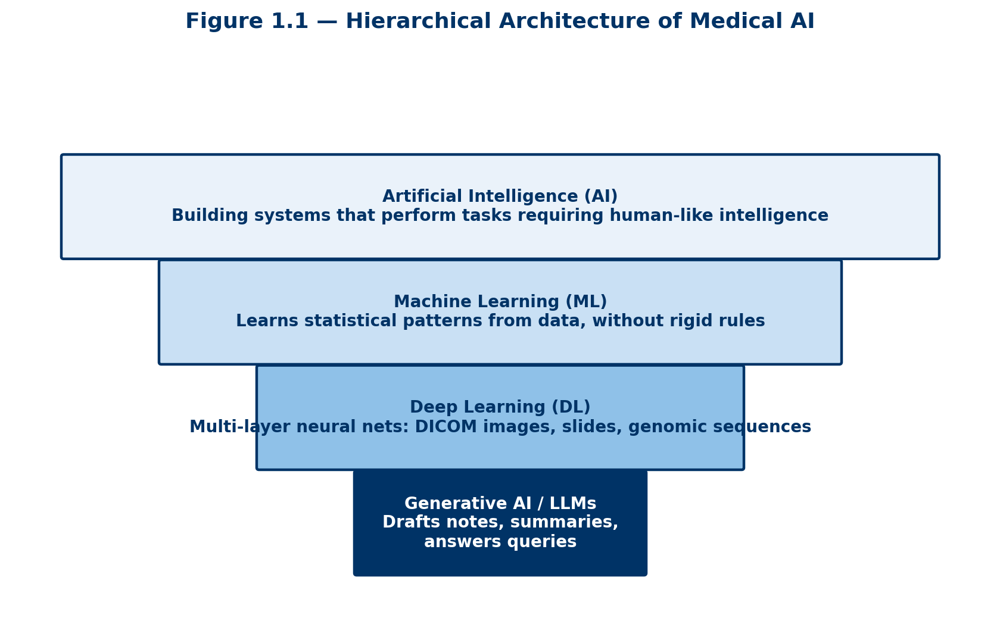 Figure 1.1 — Hierarchical Architecture of Medical AI
Artificial Intelligence (AI)
Building systems that perform tasks requiring human-like intelligence
Machine Learning (ML)
Learns statistical patterns from data, without rigid rules
Deep Learning (DL)
Multi-layer neural nets: DICOM images, slides, genomic sequences
Generative AI / LLMs
Drafts notes, summaries,
answers queries